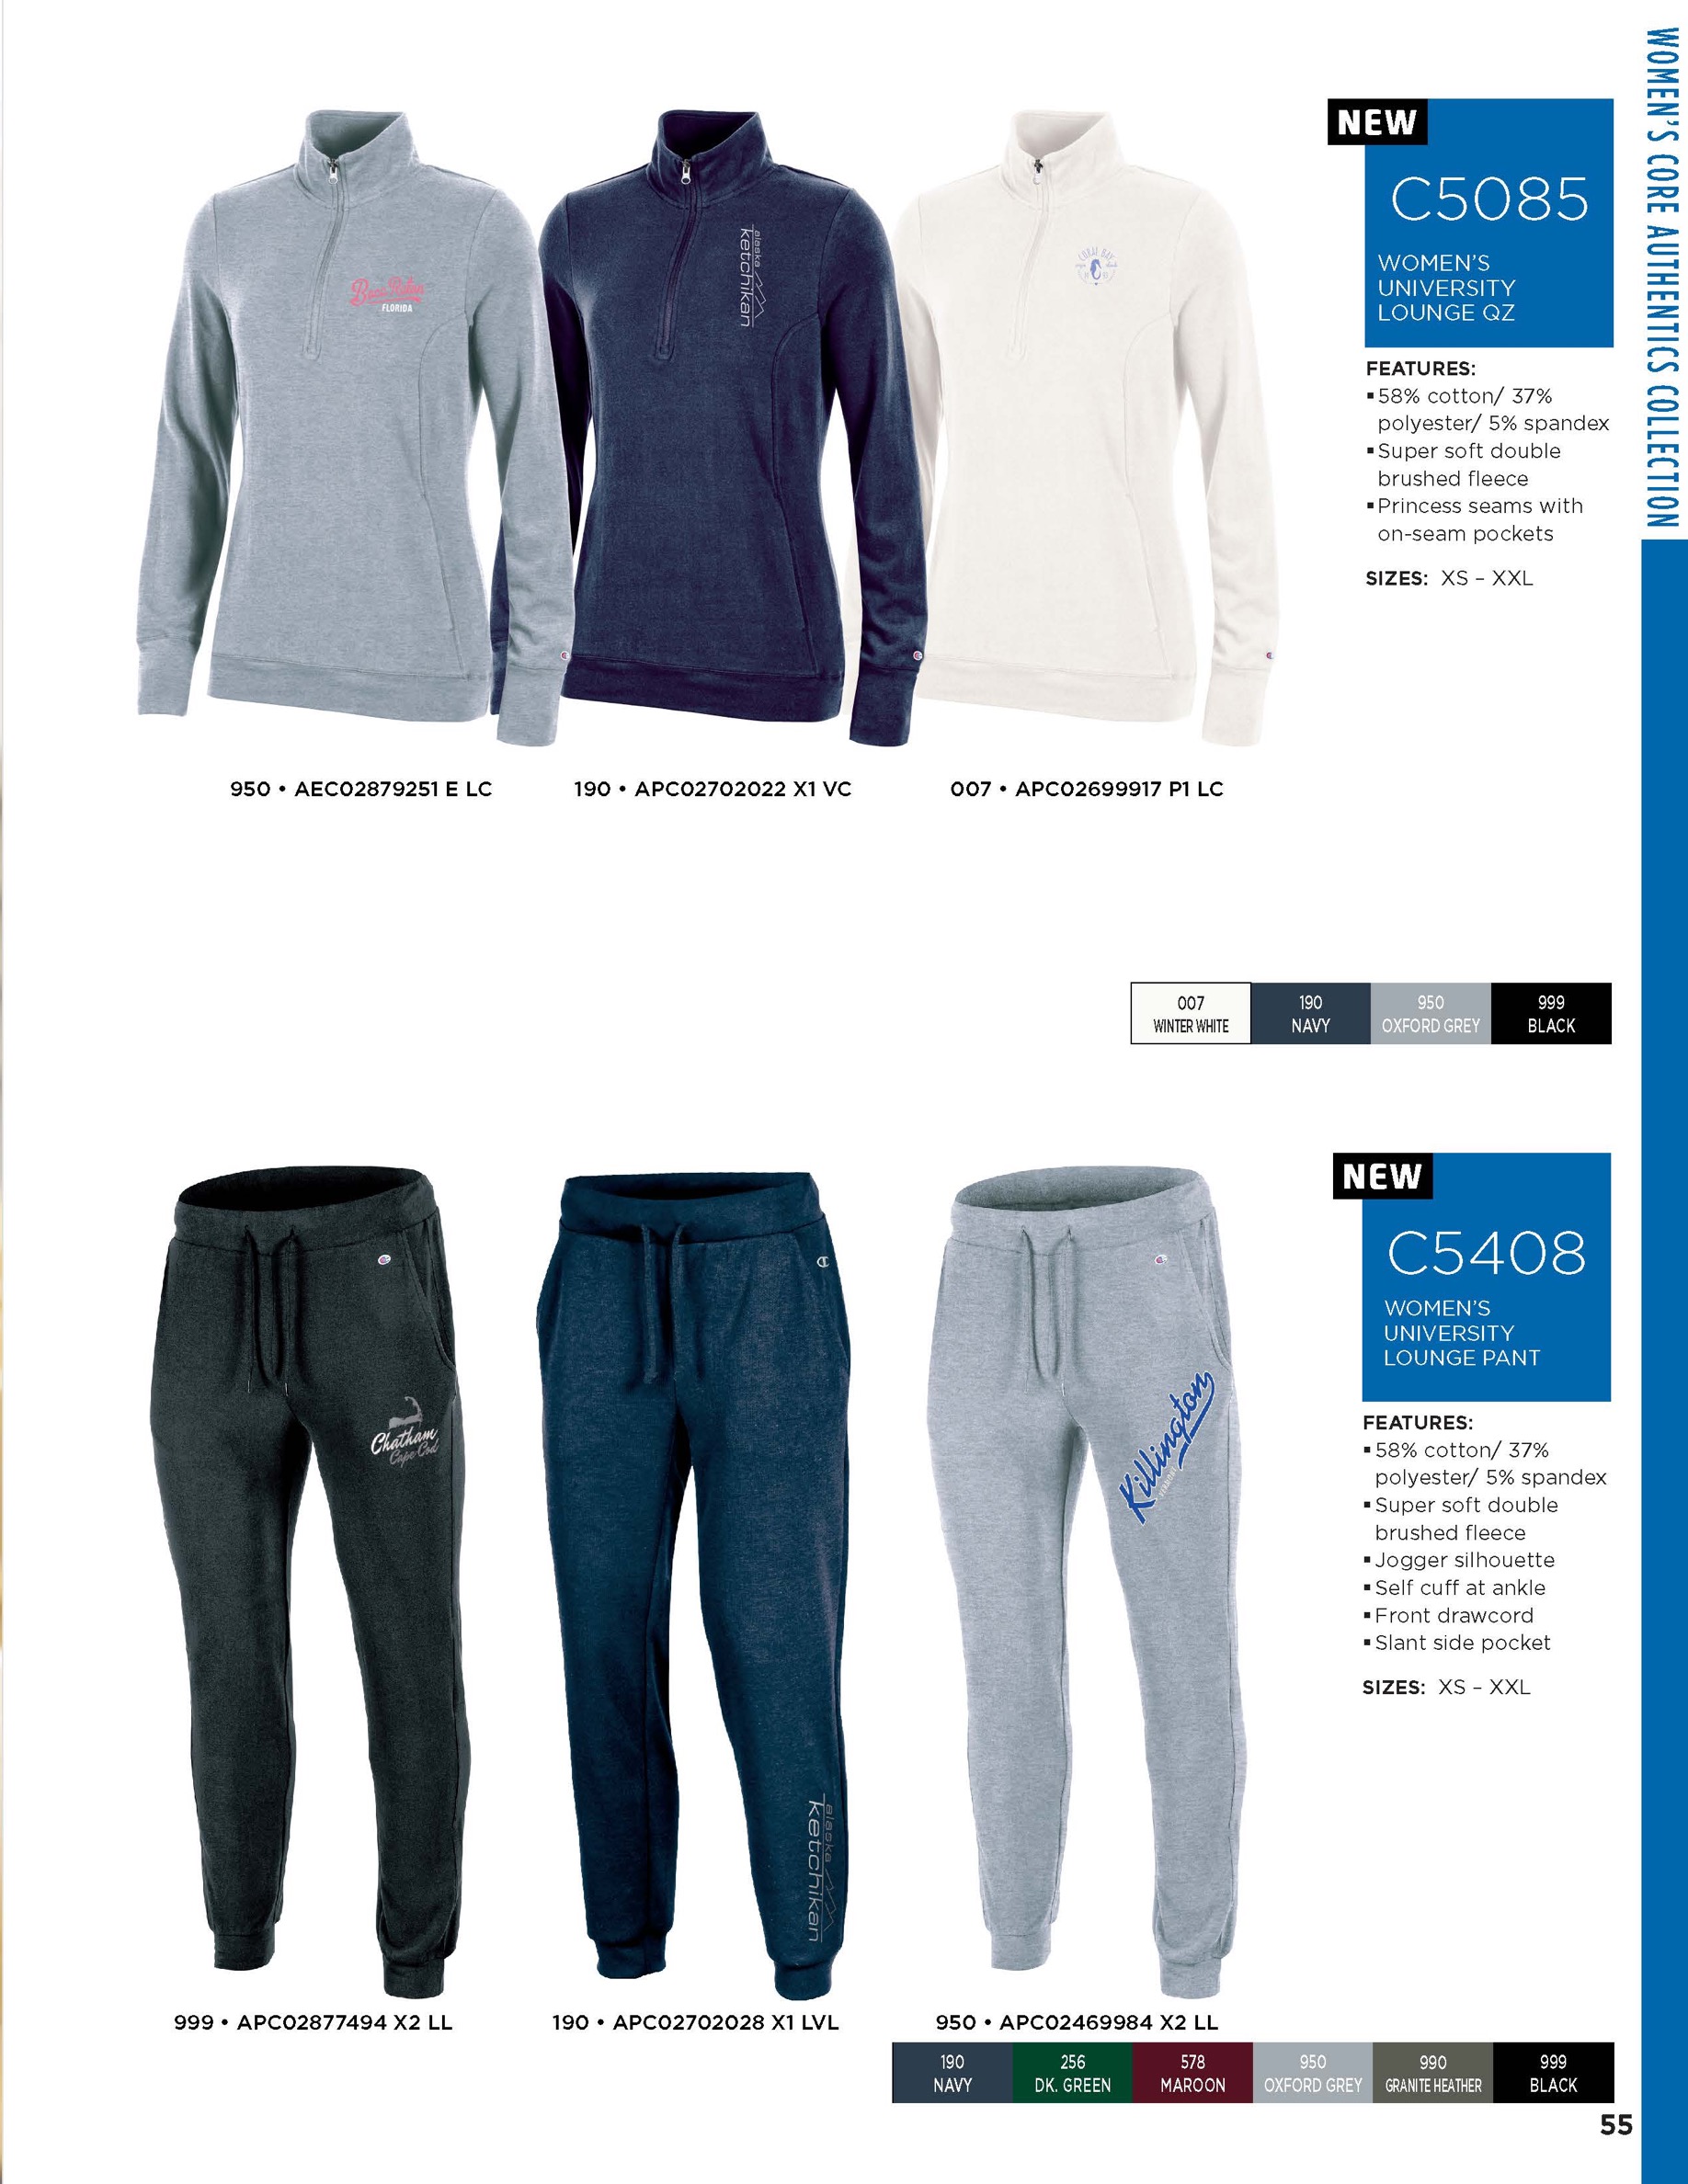 WOMEN'S CORE AUTHENTICS COLLECTION
NEW
C5085
WOMEN'S
UNIVERSITY
LOUNGE QZ
FEATURES:
▪ 58% cotton/ 37%
polyester/ 5% spandex
▪ Super soft double
brushed fleece
▪ Princess seams with
on-seam pockets
SIZES: XS – XXL
Boca Raton
FLORIDA
alaska
ketchikan
CORAL BAY
950 • AEC02879251 E LC
190 • APC02702022 X1 VC
007 • APC02699917 P1 LC
007
WINTER WHITE
190
NAVY
950
OXFORD GREY
999
BLACK
NEW
C5408
WOMEN'S
UNIVERSITY
LOUNGE PANT
FEATURES:
▪ 58% cotton/ 37%
polyester/ 5% spandex
▪ Super soft double
brushed fleece
▪ Jogger silhouette
▪ Self cuff at ankle
▪ Front drawcord
▪ Slant side pocket
SIZES: XS – XXL
Chatham
Cape Cod
alaska
ketchikan
Killington
VERMONT
999 • APC02877494 X2 LL
190 • APC02702028 X1 LVL
950 • APC02469984 X2 LL
190
NAVY
256
DK. GREEN
578
MAROON
950
OXFORD GREY
990
GRANITE HEATHER
999
BLACK
55